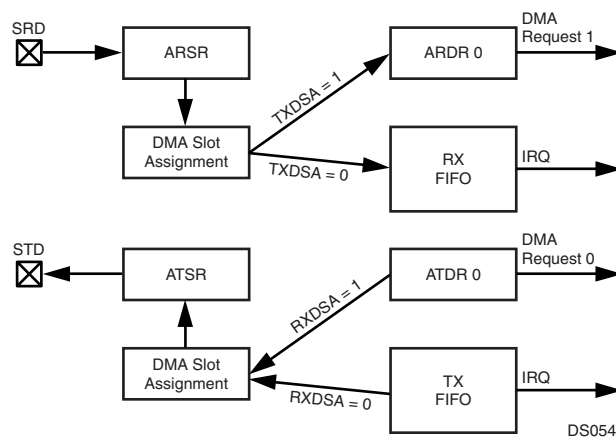 SRD
ARSR
ARDR 0
DMA
Request 1
TXDSA = 1
DMA Slot
Assignment
TXDSA = 0
RX
FIFO
IRQ
STD
ATSR
ATDR 0
DMA
Request 0
RXDSA = 1
DMA Slot
Assignment
RXDSA = 0
TX
FIFO
IRQ
DS054